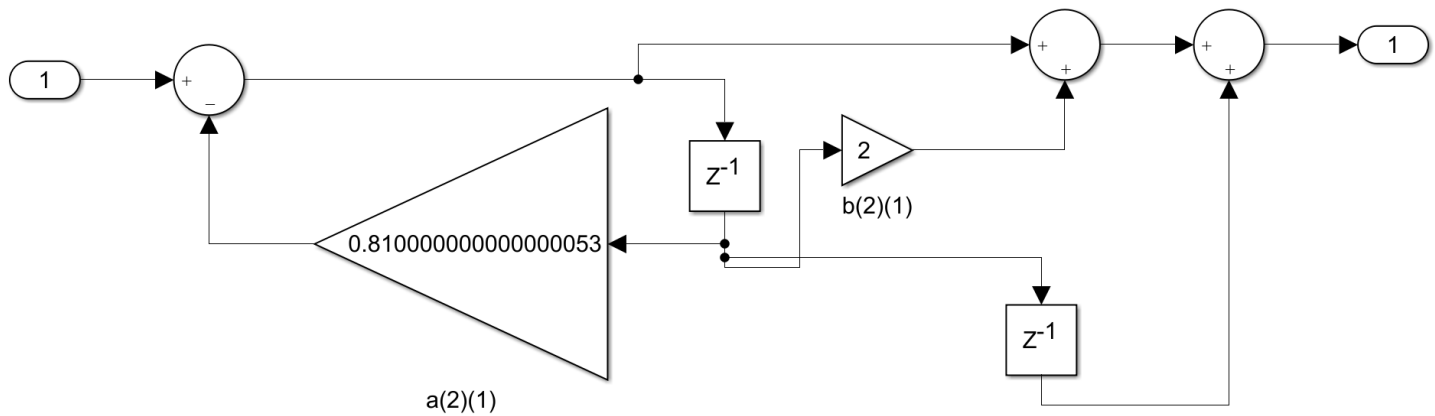 1
+
−
+
+
+
+
1
Z-1
2
b(2)(1)
0.810000000000000053
Z-1
a(2)(1)